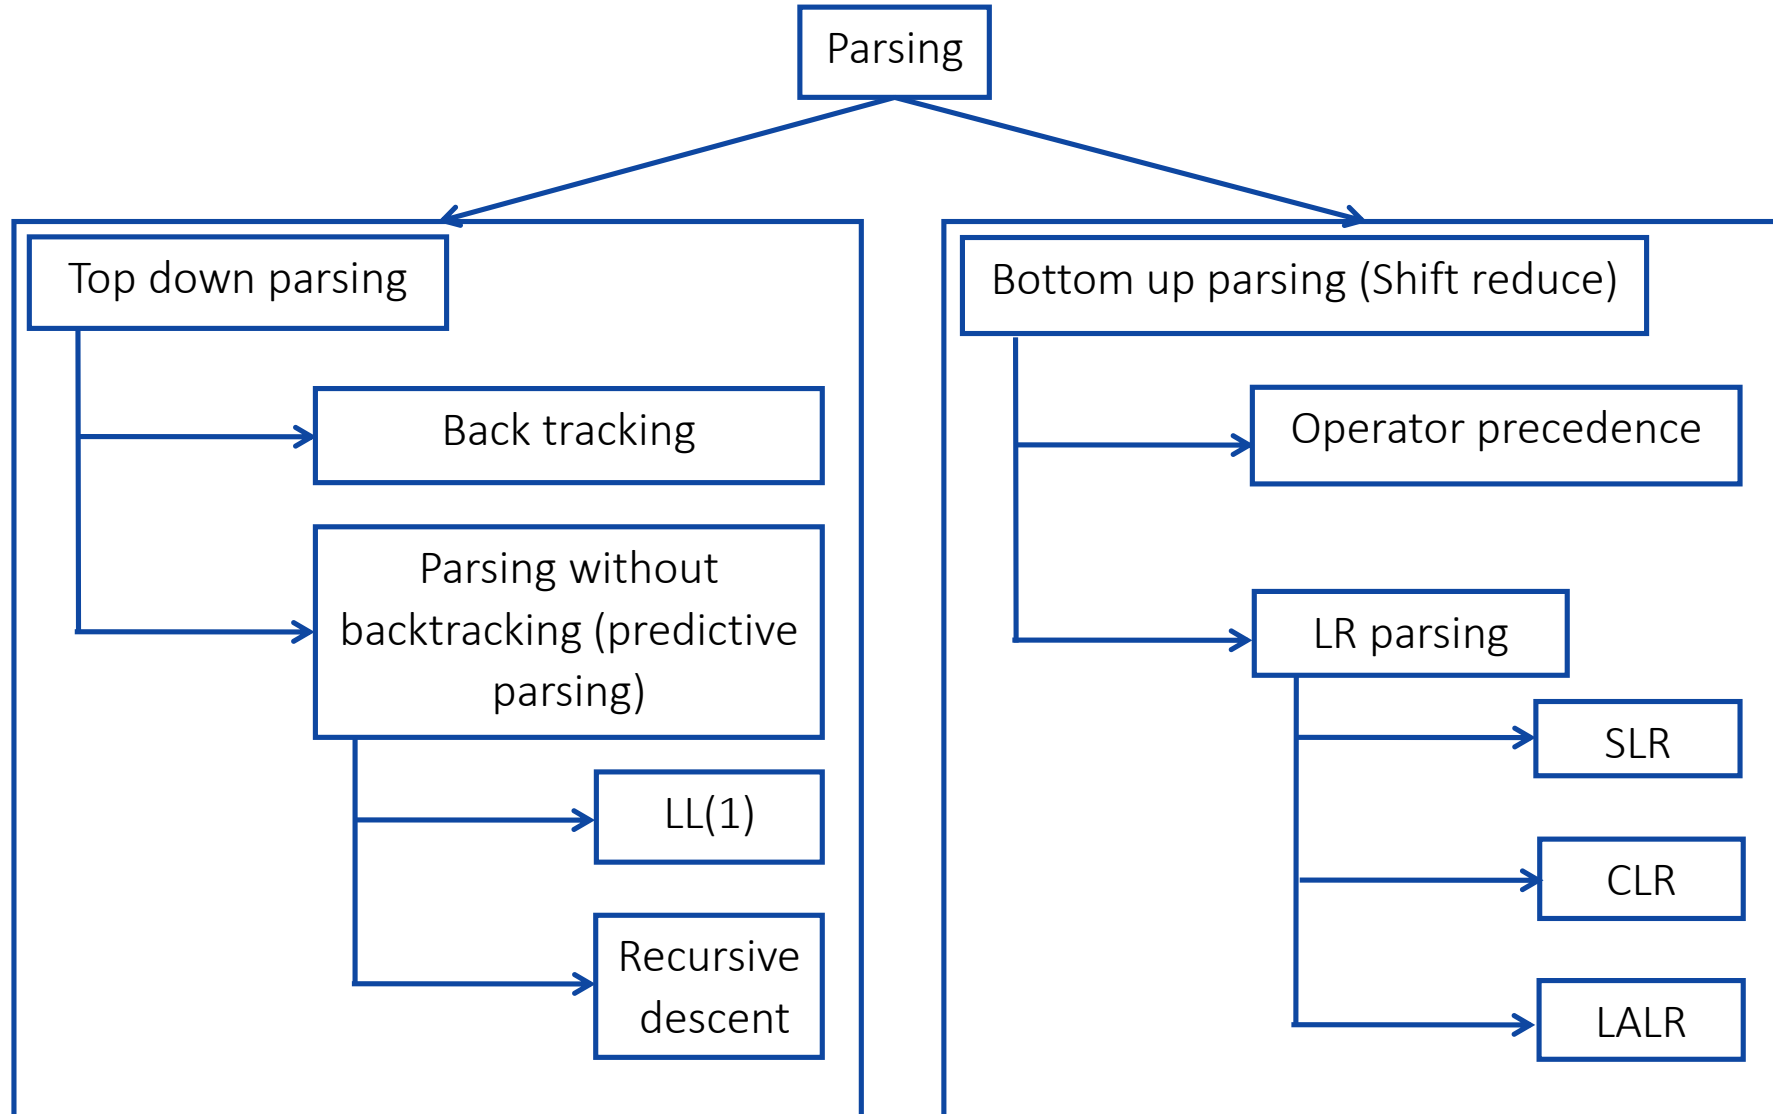 Parsing
Top down parsing
Back tracking
Parsing without
backtracking (predictive
parsing)
LL(1)
Recursive
descent
Bottom up parsing (Shift reduce)
Operator precedence
LR parsing
SLR
CLR
LALR